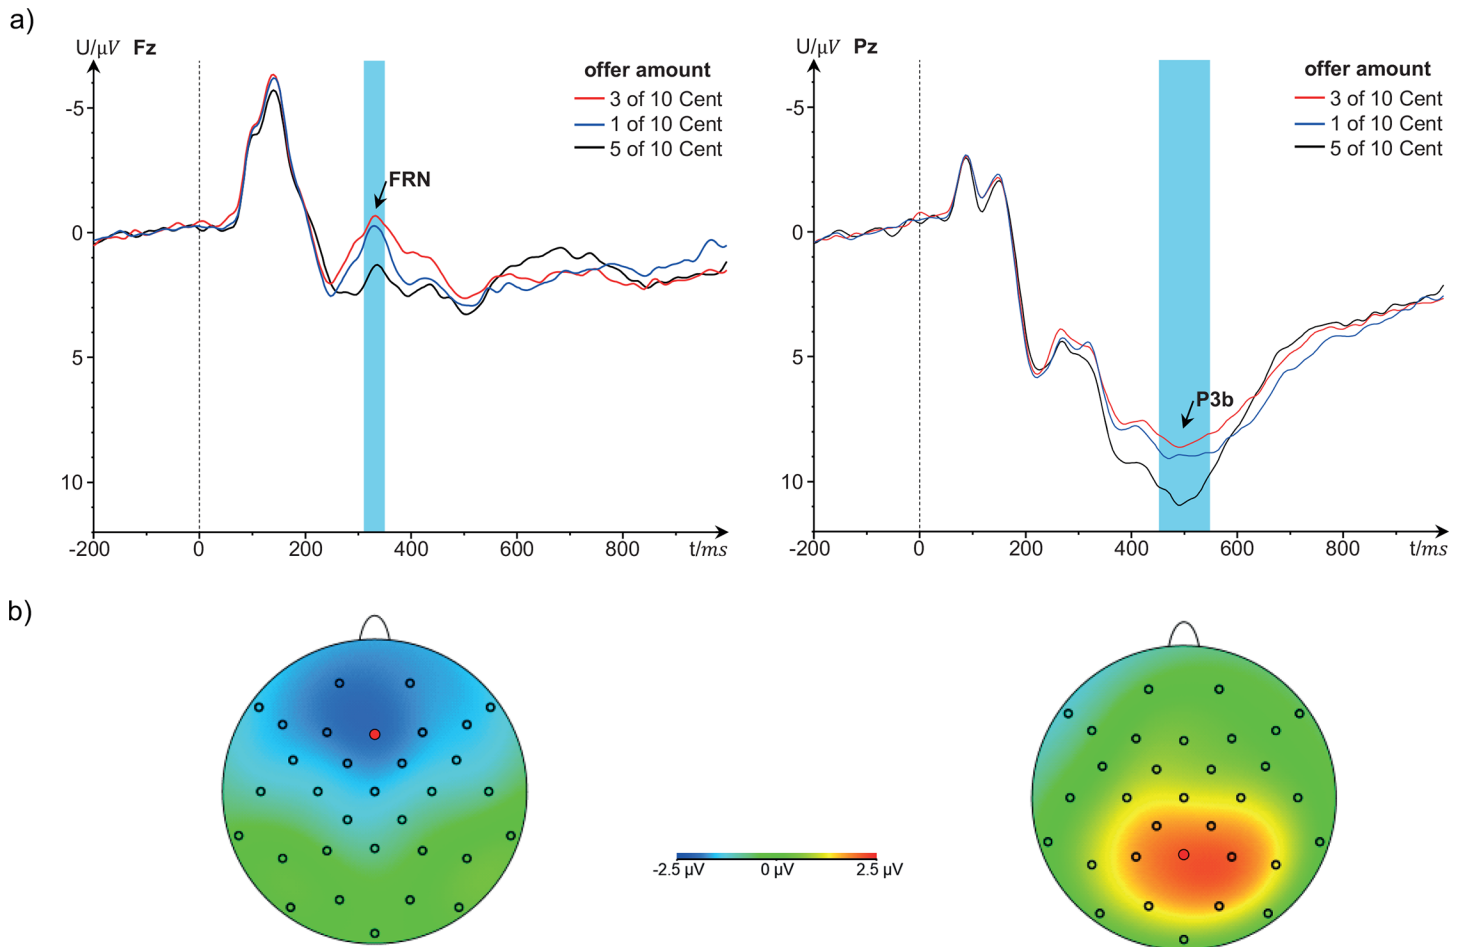 a)
U/μV Fz
offer amount
3 of 10 Cent
1 of 10 Cent
5 of 10 Cent
FRN
-5
0
5
10
-200 0 200 400 600 800 t/ms
U/μV Pz
offer amount
3 of 10 Cent
1 of 10 Cent
5 of 10 Cent
P3b
-5
0
5
10
-200 0 200 400 600 800 t/ms
b)
-2.5 μV 0 μV 2.5 μV